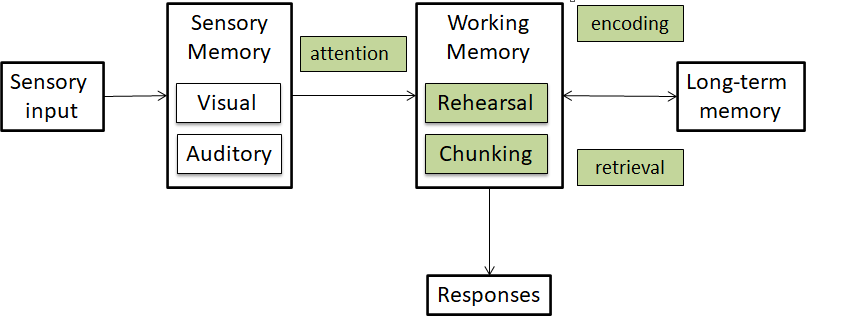 Sensory
input
Sensory
Memory
Visual
Auditory
attention
Working
Memory
Rehearsal
Chunking
encoding
retrieval
Long-term
memory
Responses